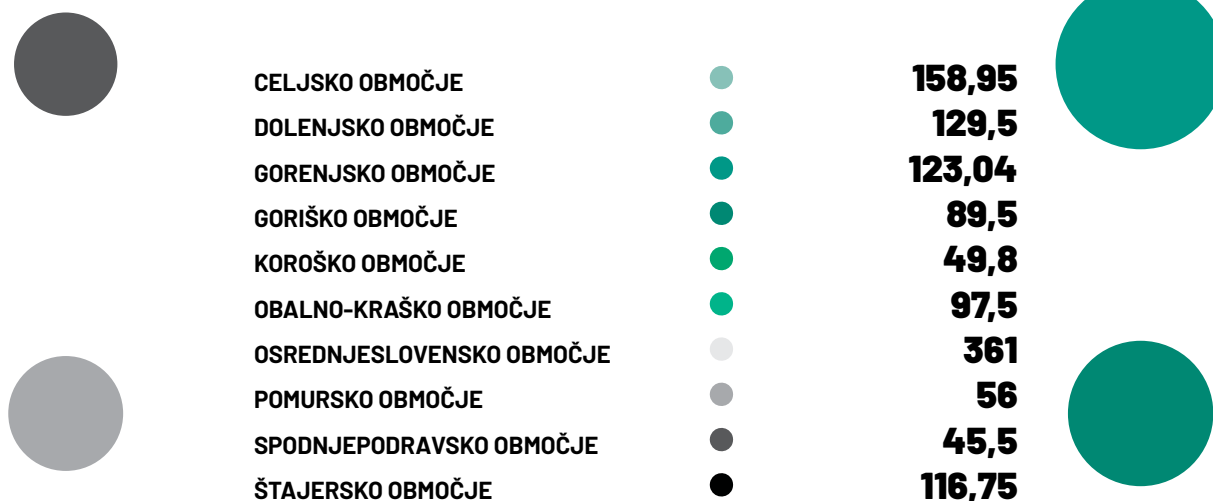 CELJSKO OBMOČJE 158,95
DOLENJSKO OBMOČJE 129,5
GORENJSKO OBMOČJE 123,04
GORIŠKO OBMOČJE 89,5
KOROŠKO OBMOČJE 49,8
OBALNO-KRAŠKO OBMOČJE 97,5
OSREDNJESLOVENSKO OBMOČJE 361
POMURSKO OBMOČJE 56
SPODNJEPODRAVSKO OBMOČJE 45,5
ŠTAJERSKO OBMOČJE 116,75